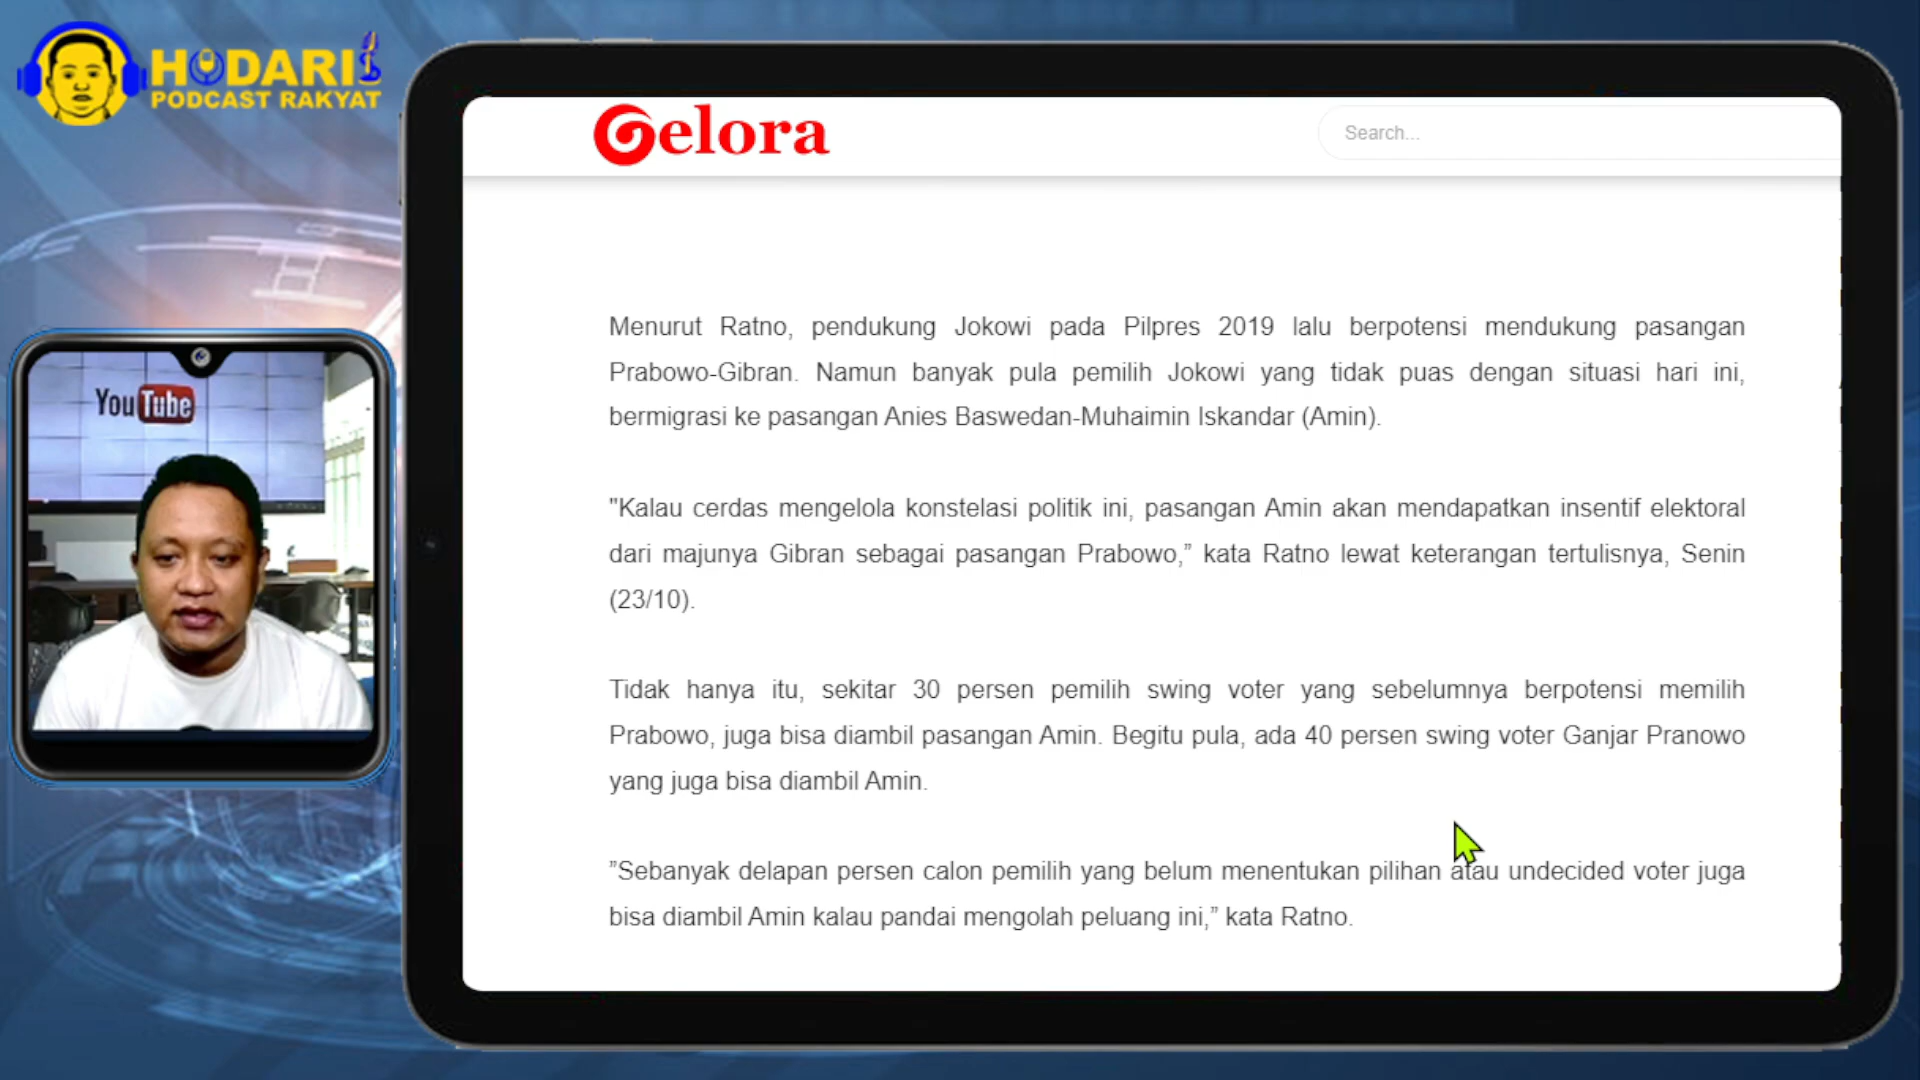 HUDARI
PODCAST RAKYAT
YouTube
Gelora
Search...
Menurut Ratno, pendukung Jokowi pada Pilpres 2019 lalu berpotensi mendukung pasangan
Prabowo-Gibran. Namun banyak pula pemilih Jokowi yang tidak puas dengan situasi hari ini,
bermigrasi ke pasangan Anies Baswedan-Muhaimin Iskandar (Amin).
"Kalau cerdas mengelola konstelasi politik ini, pasangan Amin akan mendapatkan insentif elektoral
dari majunya Gibran sebagai pasangan Prabowo,” kata Ratno lewat keterangan tertulisnya, Senin
(23/10).
Tidak hanya itu, sekitar 30 persen pemilih swing voter yang sebelumnya berpotensi memilih
Prabowo, juga bisa diambil pasangan Amin. Begitu pula, ada 40 persen swing voter Ganjar Pranowo
yang juga bisa diambil Amin.
”Sebanyak delapan persen calon pemilih yang belum menentukan pilihan atau undecided voter juga
bisa diambil Amin kalau pandai mengolah peluang ini,” kata Ratno.